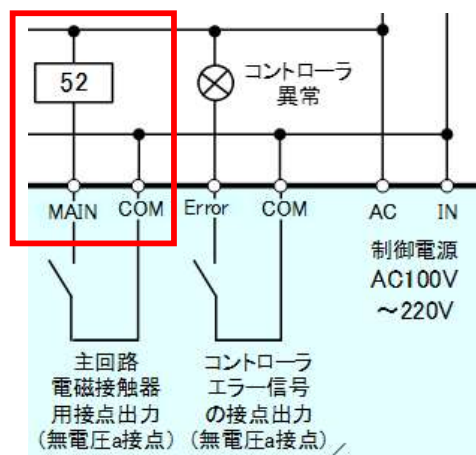 52
コントローラ
異常
MAIN COM Error COM AC IN
制御電源
AC100V
～220V
主回路
電磁接触器
用接点出力
(無電圧a接点)
コントローラ
エラー信号
の接点出力
(無電圧a接点)